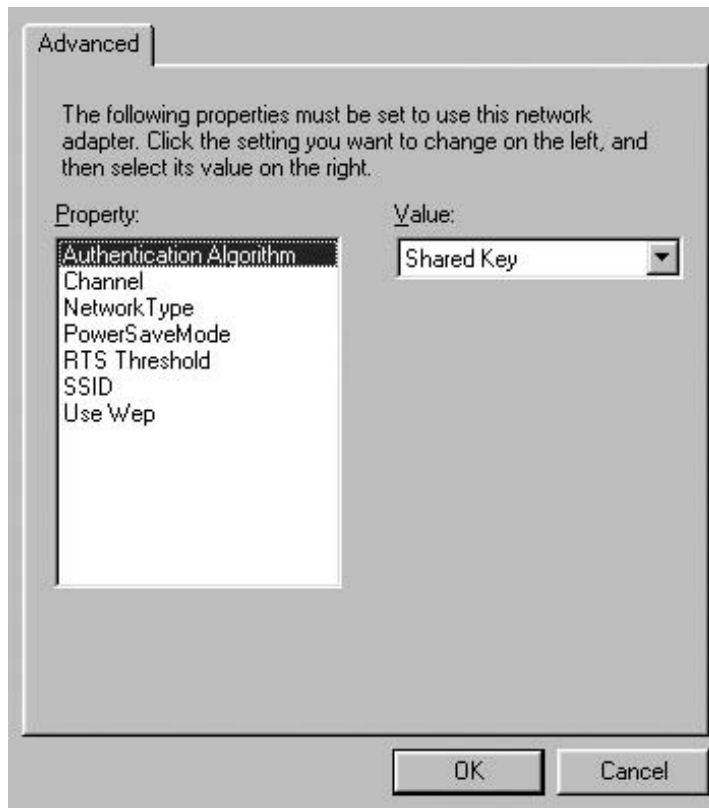 Advanced
The following properties must be set to use this network
adapter. Click the setting you want to change on the left, and
then select its value on the right.
Property:
Value:
Authentication Algorithm
Shared Key
Channel
NetworkType
PowerSaveMode
RTS Threshold
SSID
Use Wep
OK
Cancel